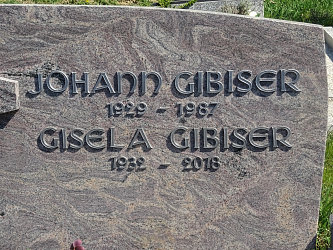 JOHANN GIBISER
1929 - 1987
GISELA GIBISER
1932 - 2018